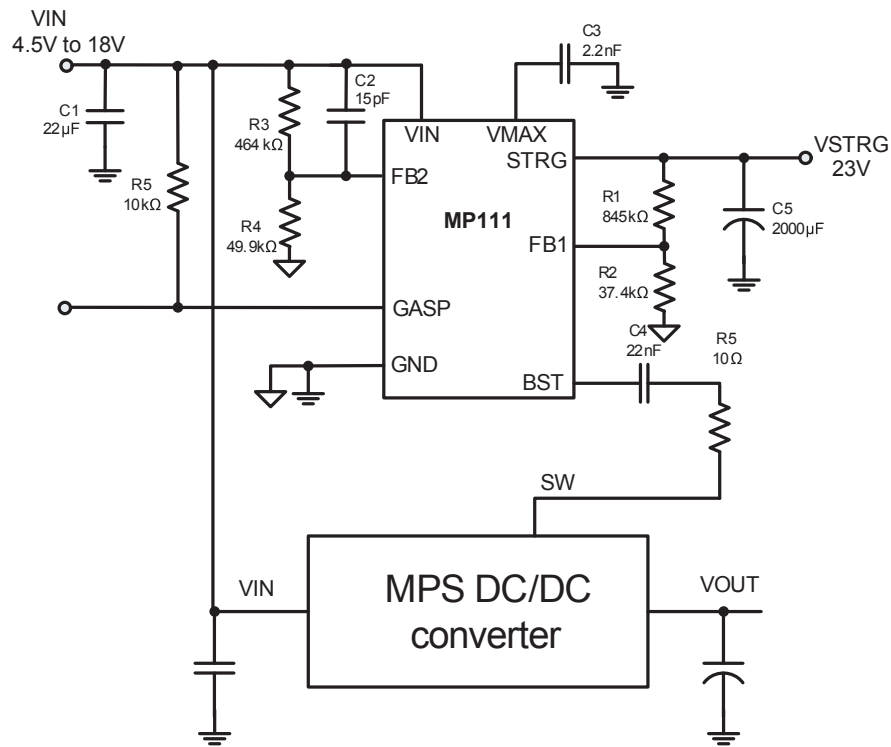 VIN
4.5V to 18V
C3
2.2nF
C2
15pF
C1
22µF
R3
464kΩ
VIN
VMAX
STRG
VSTRG
23V
R5
10kΩ
FB2
R1
845kΩ
C5
2000µF
R4
49.9kΩ
MP111
FB1
R2
37.4kΩ
GASP
C4
22nF
R5
10Ω
GND
BST
SW
VIN
MPS DC/DC
converter
VOUT